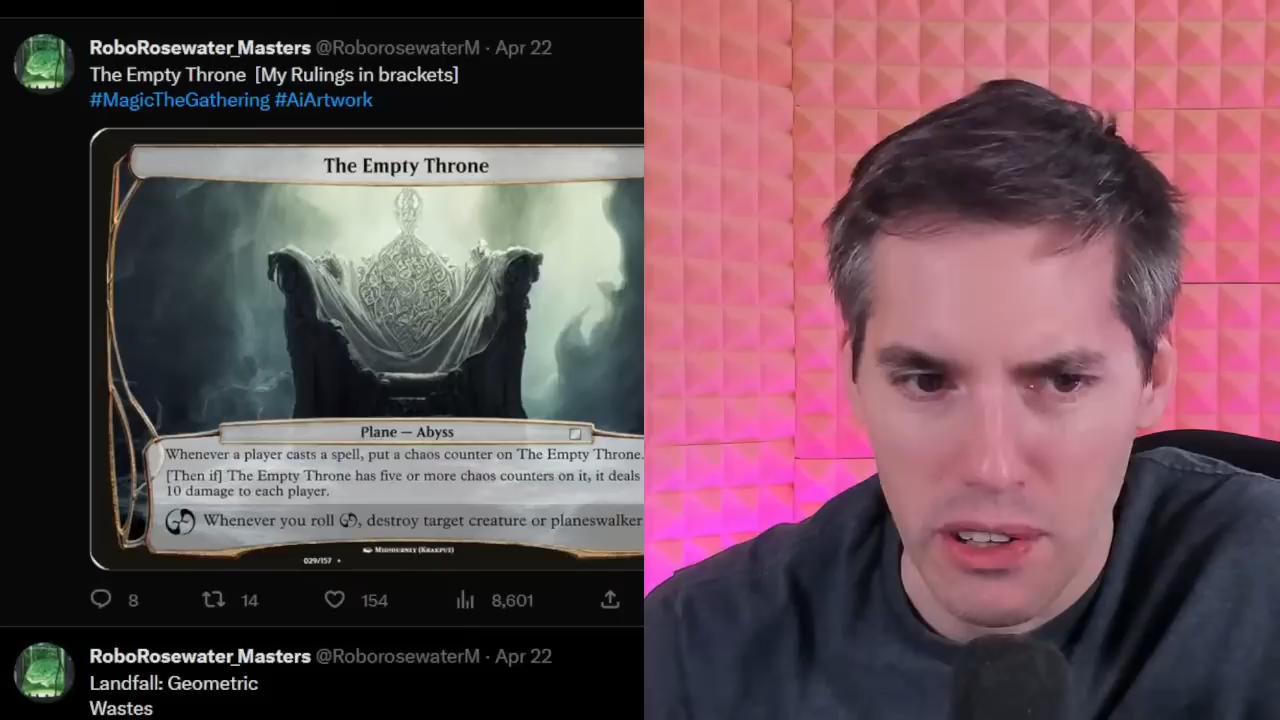 RoboRosewater_Masters @RoborosewaterM · Apr 22
The Empty Throne [My Rulings in brackets]
#MagicTheGathering #AiArtwork
The Empty Throne
Plane — Abyss
Whenever a player casts a spell, put a chaos counter on The Empty Throne.
[Then if] The Empty Throne has five or more chaos counters on it, it deals
10 damage to each player.
Whenever you roll , destroy target creature or planeswalker
Midjourney (Krakput)
029/157
8 14 154 8,601
RoboRosewater_Masters @RoborosewaterM · Apr 22
Landfall: Geometric
Wastes